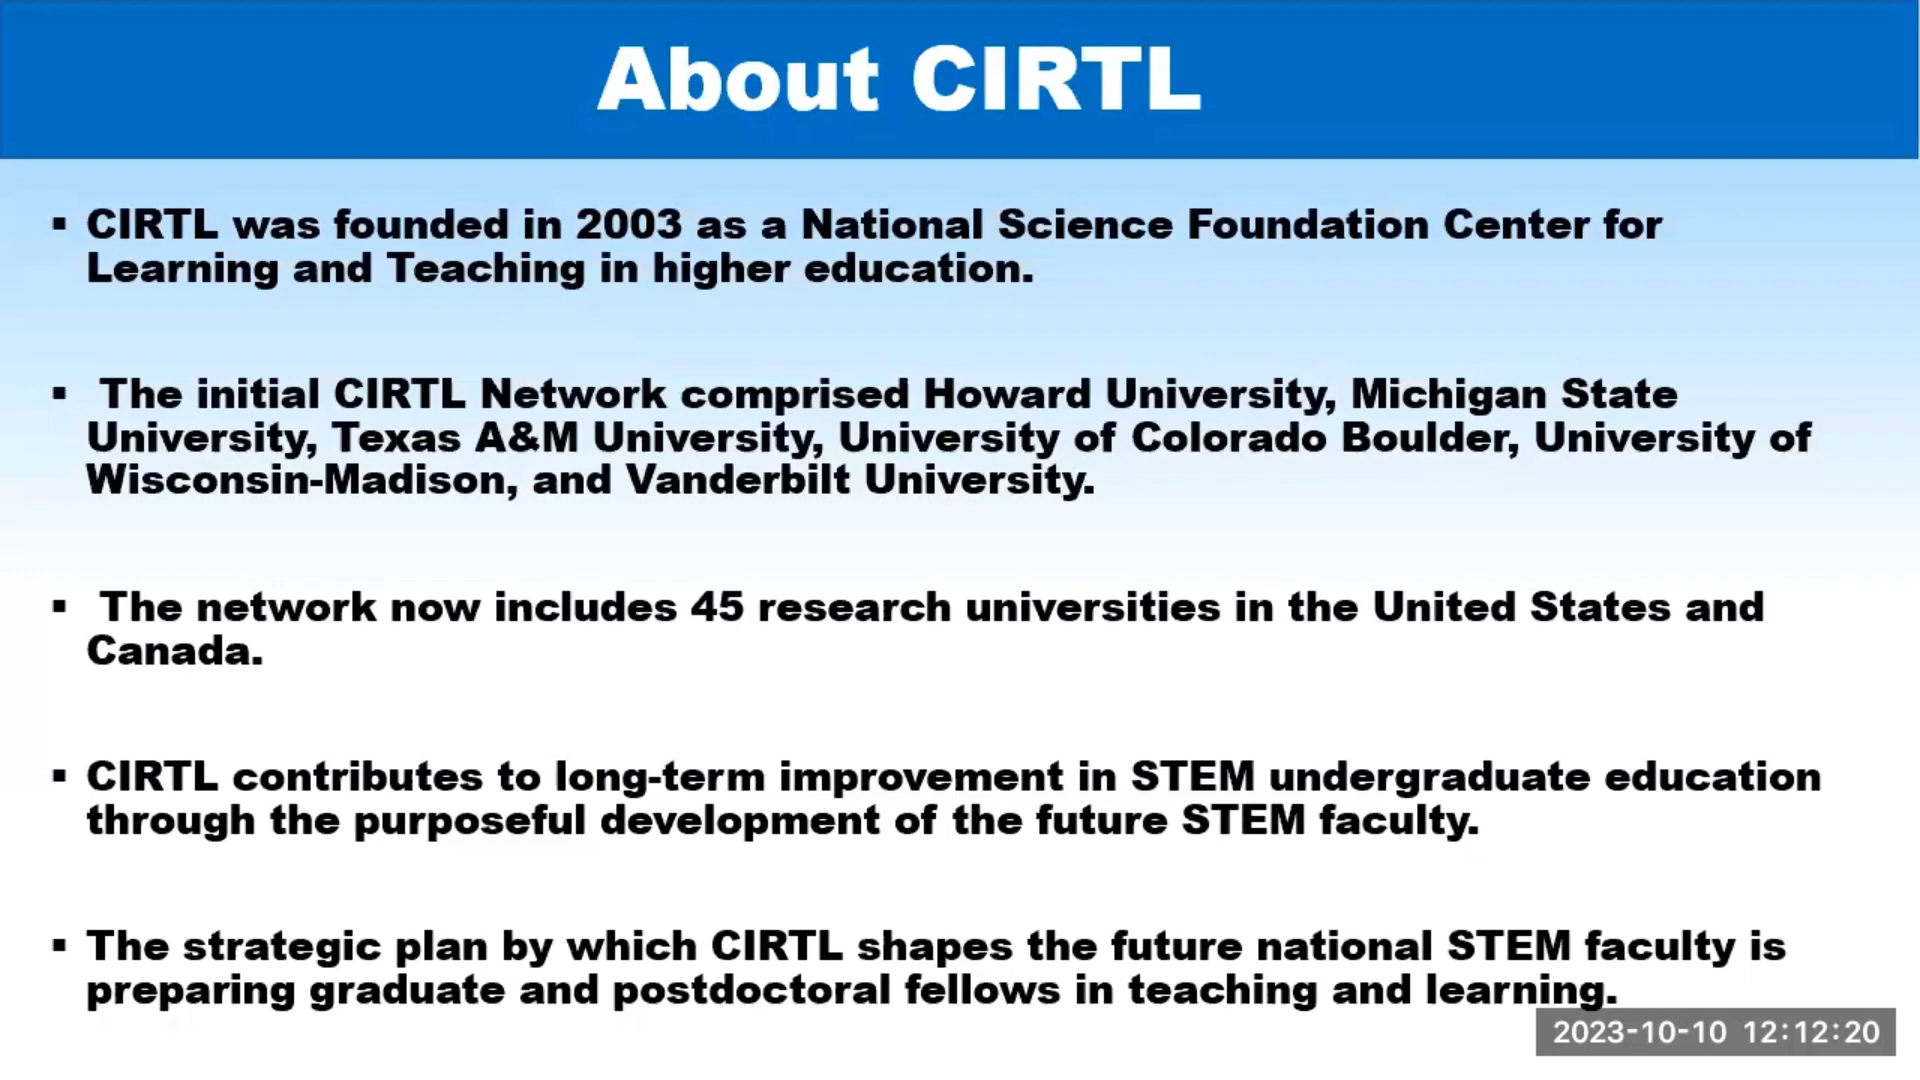 About CIRTL
▪ CIRTL was founded in 2003 as a National Science Foundation Center for
Learning and Teaching in higher education.
▪ The initial CIRTL Network comprised Howard University, Michigan State
University, Texas A&M University, University of Colorado Boulder, University of
Wisconsin-Madison, and Vanderbilt University.
▪ The network now includes 45 research universities in the United States and
Canada.
▪ CIRTL contributes to long-term improvement in STEM undergraduate education
through the purposeful development of the future STEM faculty.
▪ The strategic plan by which CIRTL shapes the future national STEM faculty is
preparing graduate and postdoctoral fellows in teaching and learning.
2023-10-10 12:12:20